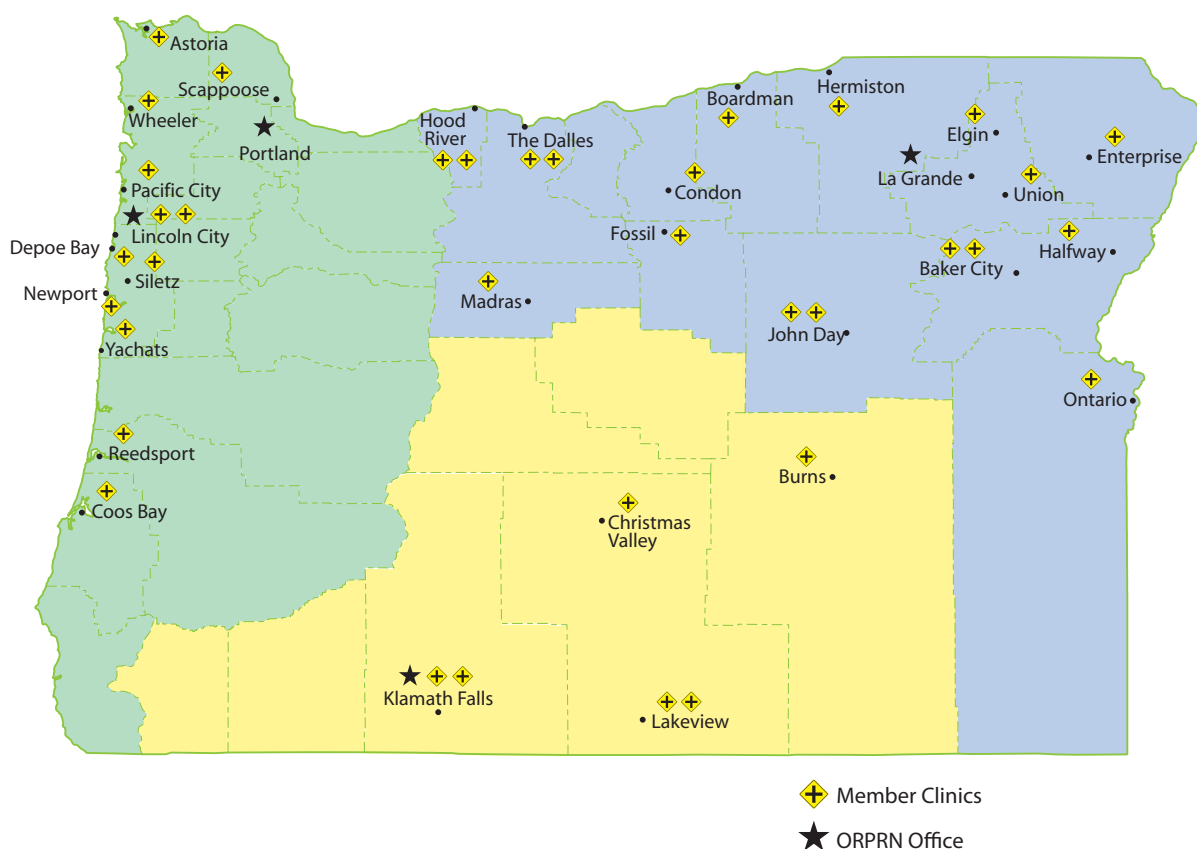 Astoria
Scappoose
Wheeler
Portland
Hood
River
The Dalles
Boardman
Hermiston
Elgin
Enterprise
La Grande
Union
Condon
Pacific City
Lincoln City
Depoe Bay
Fossil
Halfway
Baker City
Siletz
Newport
Madras
John Day
Yachats
Ontario
Reedsport
Burns
Coos Bay
Christmas
Valley
Klamath Falls
Lakeview
Member Clinics
ORPRN Office